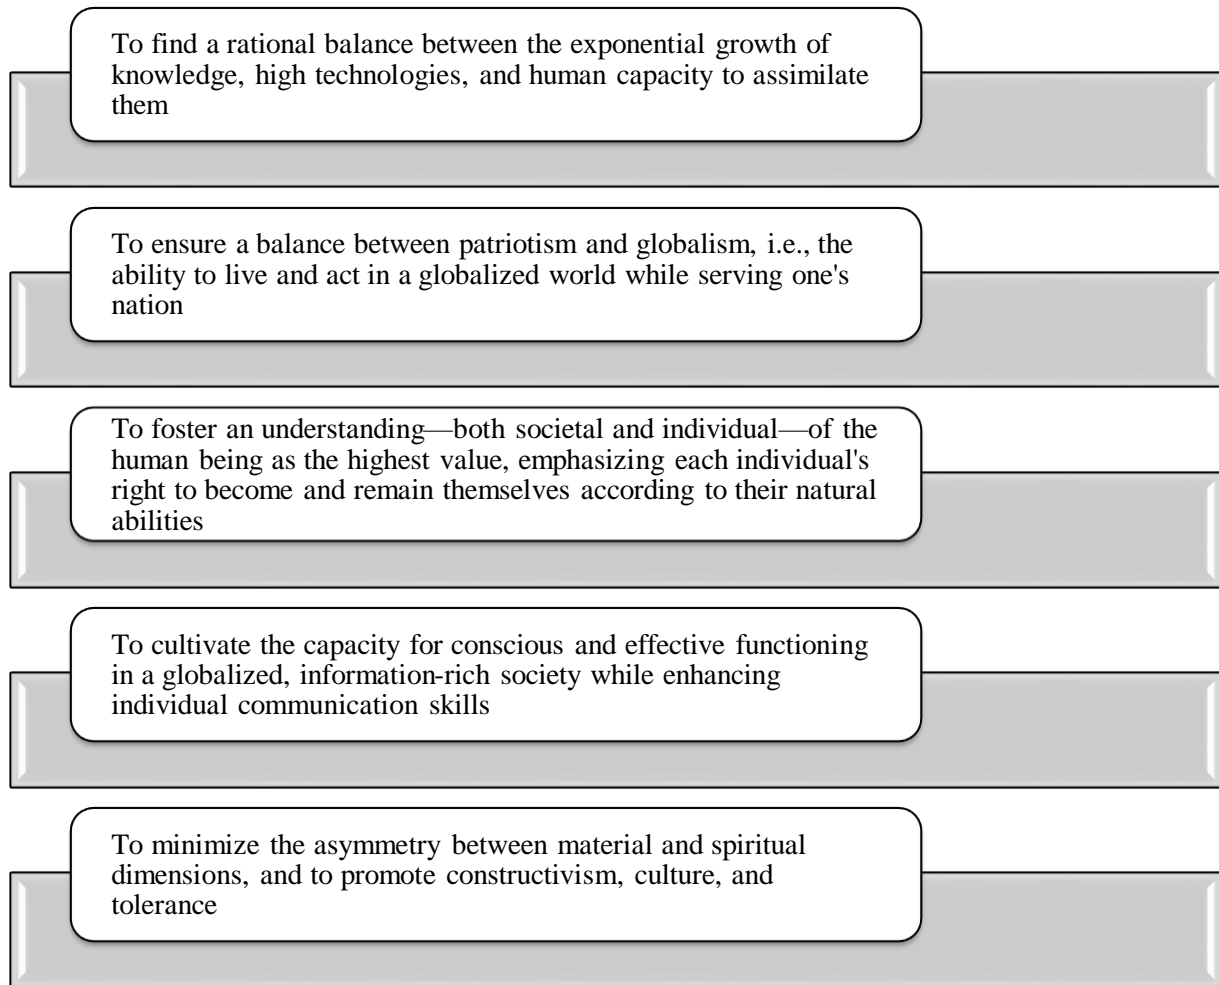 To find a rational balance between the exponential growth of
knowledge, high technologies, and human capacity to assimilate
them
To ensure a balance between patriotism and globalism, i.e., the
ability to live and act in a globalized world while serving one's
nation
To foster an understanding—both societal and individual—of the
human being as the highest value, emphasizing each individual's
right to become and remain themselves according to their natural
abilities
To cultivate the capacity for conscious and effective functioning
in a globalized, information-rich society while enhancing
individual communication skills
To minimize the asymmetry between material and spiritual
dimensions, and to promote constructivism, culture, and
tolerance